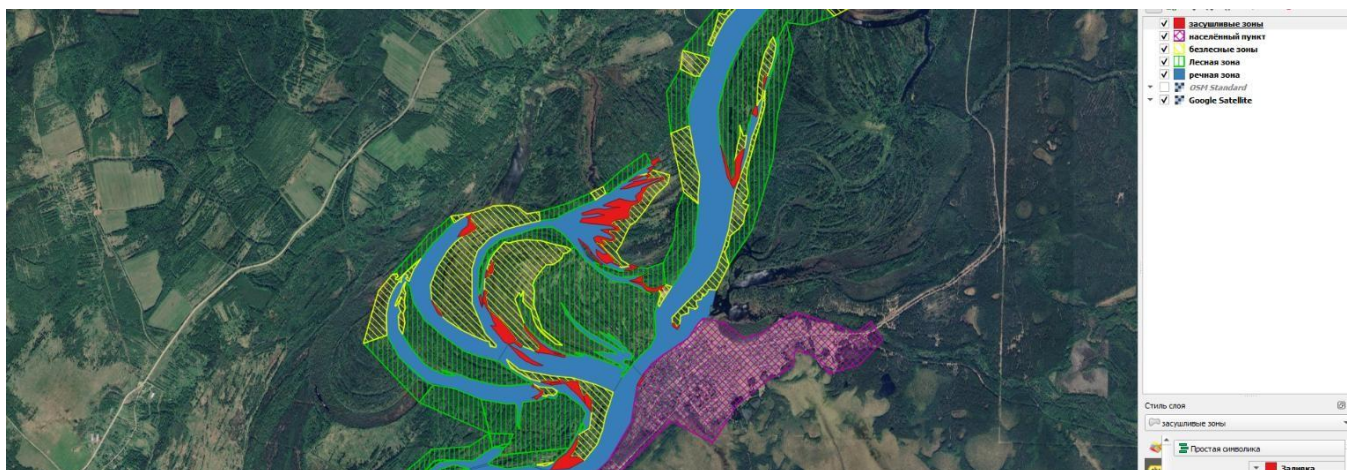 засушливые зоны
населённый пункт
безлесные зоны
Лесная зона
речная зона
OSM Standard
Google Satellite
Стиль слоя
засушливые зоны
Простая символика
Заливка